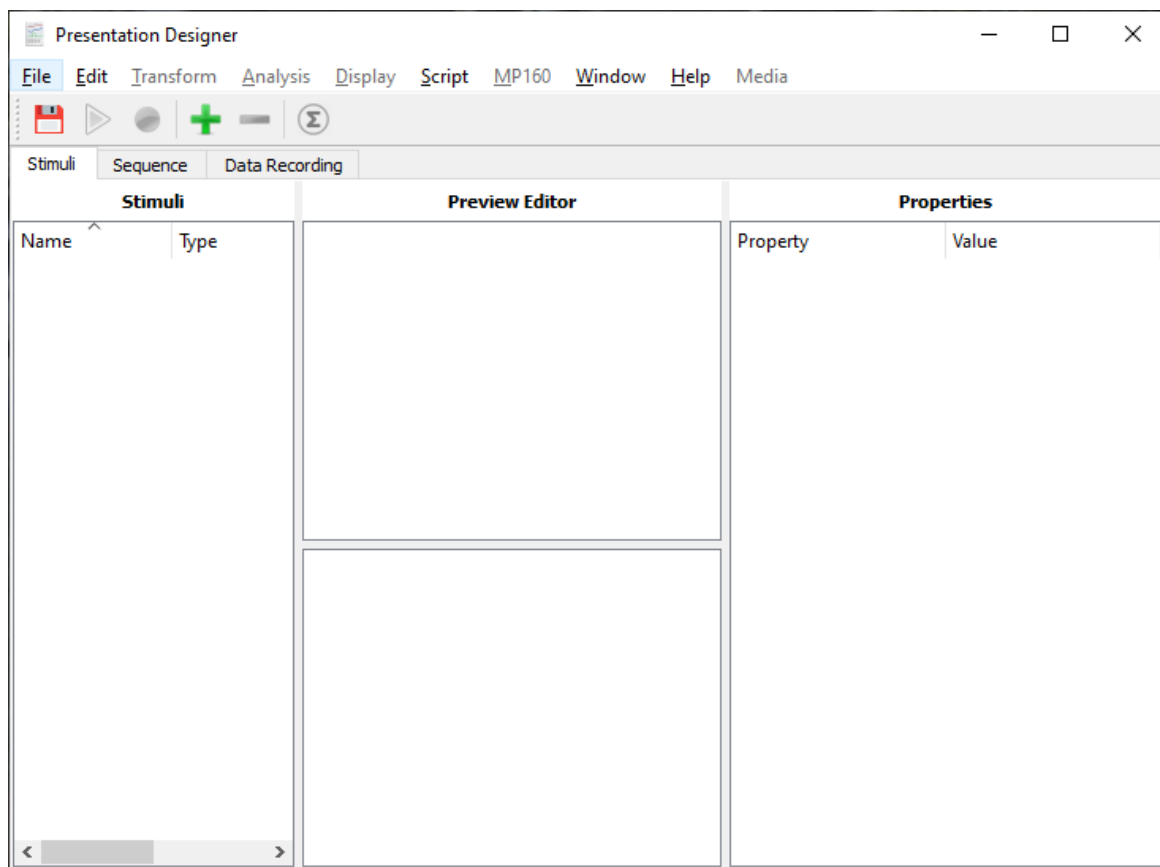 Presentation Designer
File Edit Transform Analysis Display Script MP160 Window Help Media
Σ
Stimuli Sequence Data Recording
Stimuli Preview Editor Properties
Name Type Property Value